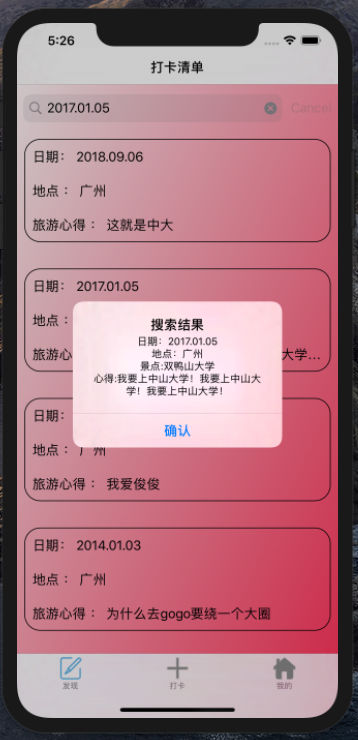 5:26
打卡清单
2017.01.05
Cancel
日期： 2018.09.06
地点： 广州
旅游心得： 这就是中大
日期： 2017.01.05
地点：
旅游心
大学...
搜索结果
日期：2017.01.05
地点：广州
景点:双鸭山大学
心得:我要上中山大学！我要上中山大
学！我要上中山大学！
确认
日期：
地点： 广州
旅游心得： 我爱俊俊
日期： 2014.01.03
地点： 广州
旅游心得： 为什么去gogo要绕一个大圈
发现
打卡
我的